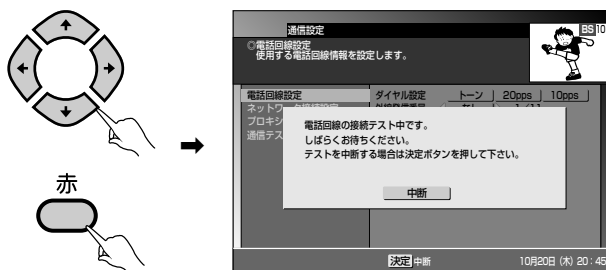 赤
通信設定
BS 10
◎電話回線設定
使用する電話回線情報を設定します。
電話回線設定
ダイヤル設定 トーン 20pps 10pps
ネットワーク接続設定
プロキシ
通信テス
電話回線の接続テスト中です。
しばらくお待ちください。
テストを中断する場合は決定ボタンを押して下さい。
中断
決定 中断
10月20日 (木) 20:45